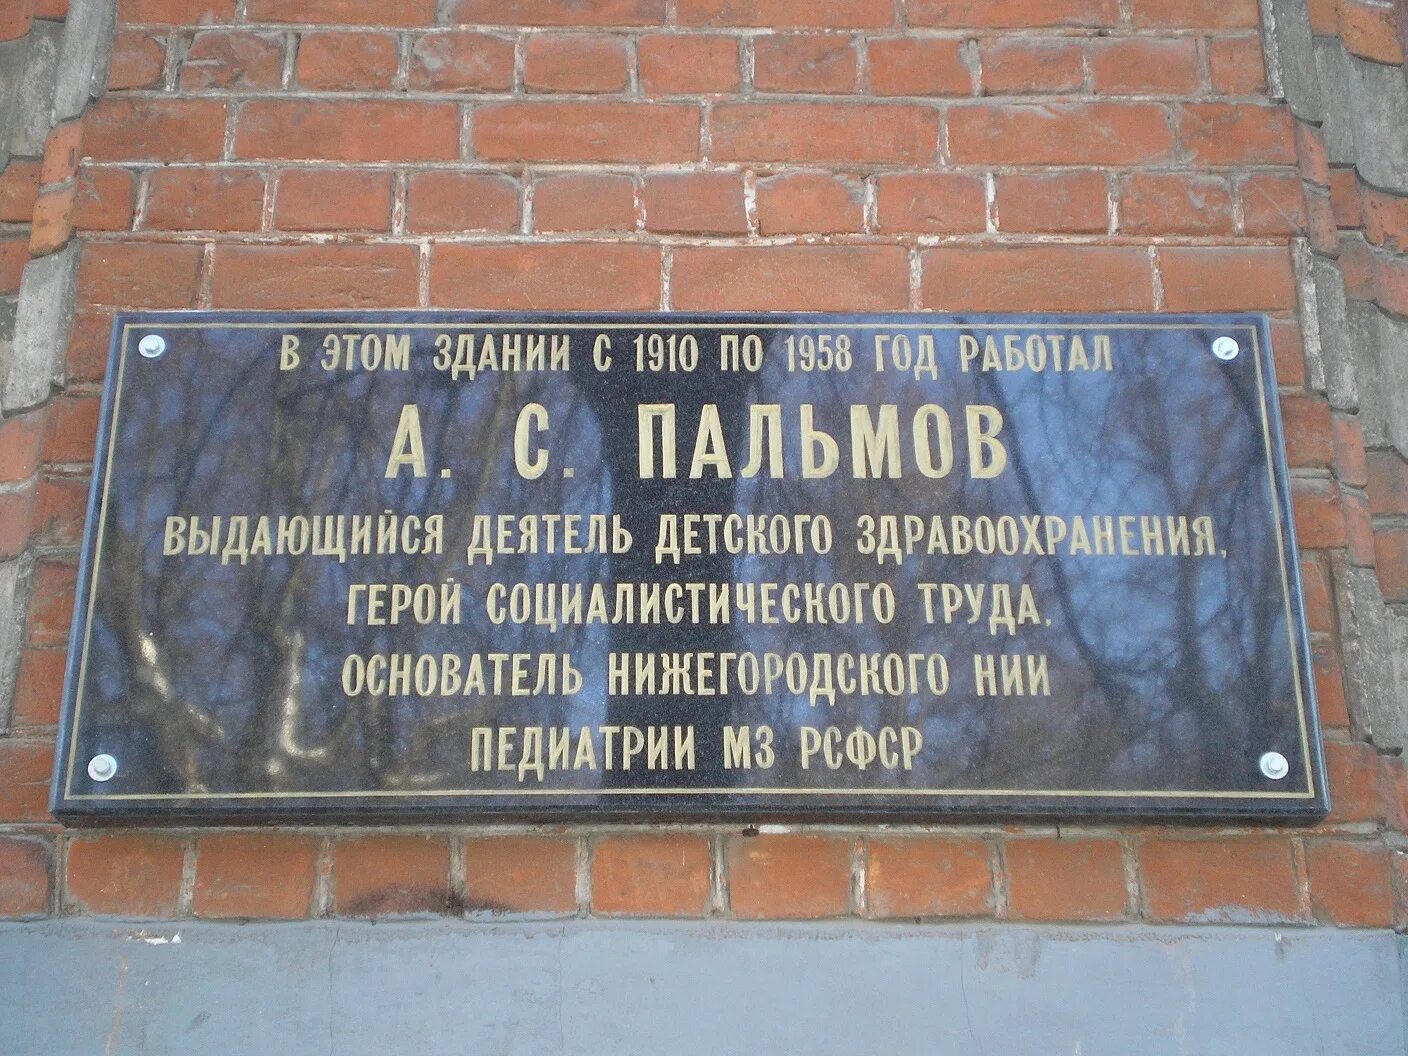 В ЭТОМ ЗДАНИИ С 1910 ПО 1958 ГОД РАБОТАЛ
А. С. ПАЛЬМОВ
ВЫДАЮЩИЙСЯ ДЕЯТЕЛЬ ДЕТСКОГО ЗДРАВООХРАНЕНИЯ,
ГЕРОЙ СОЦИАЛИСТИЧЕСКОГО ТРУДА,
ОСНОВАТЕЛЬ НИЖЕГОРОДСКОГО НИИ
ПЕДИАТРИИ МЗ РСФСР